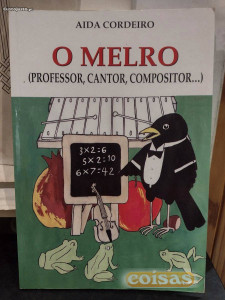 AIDA CORDEIRO
O MELRO
(PROFESSOR, CANTOR, COMPOSITOR...)
3×2=6
5×2=10
6×7=42
coisas